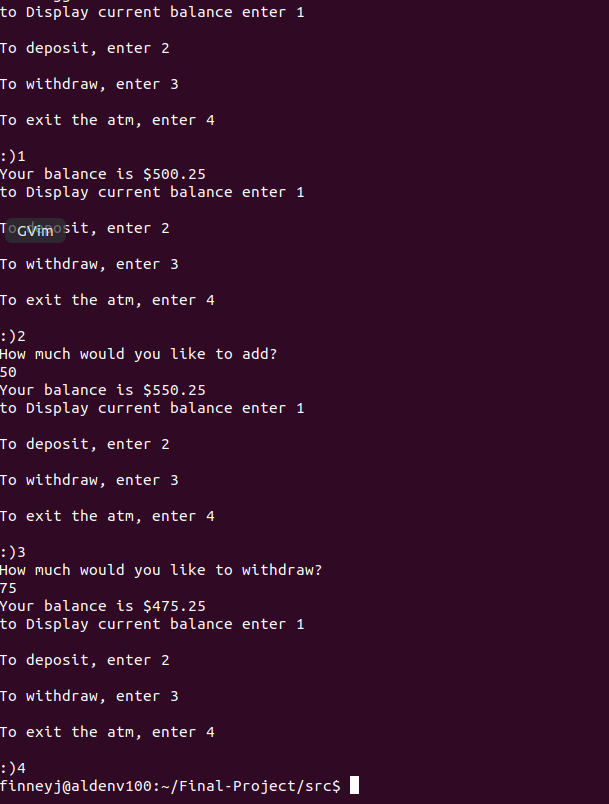 to Display current balance enter 1
To deposit, enter 2
To withdraw, enter 3
To exit the atm, enter 4
:)1
Your balance is $500.25
to Display current balance enter 1
To deposit, enter 2
GVim
To withdraw, enter 3
To exit the atm, enter 4
:)2
How much would you like to add?
50
Your balance is $550.25
to Display current balance enter 1
To deposit, enter 2
To withdraw, enter 3
To exit the atm, enter 4
:)3
How much would you like to withdraw?
75
Your balance is $475.25
to Display current balance enter 1
To deposit, enter 2
To withdraw, enter 3
To exit the atm, enter 4
:)4
finneyj@aldenv100:~/Final-Project/src$